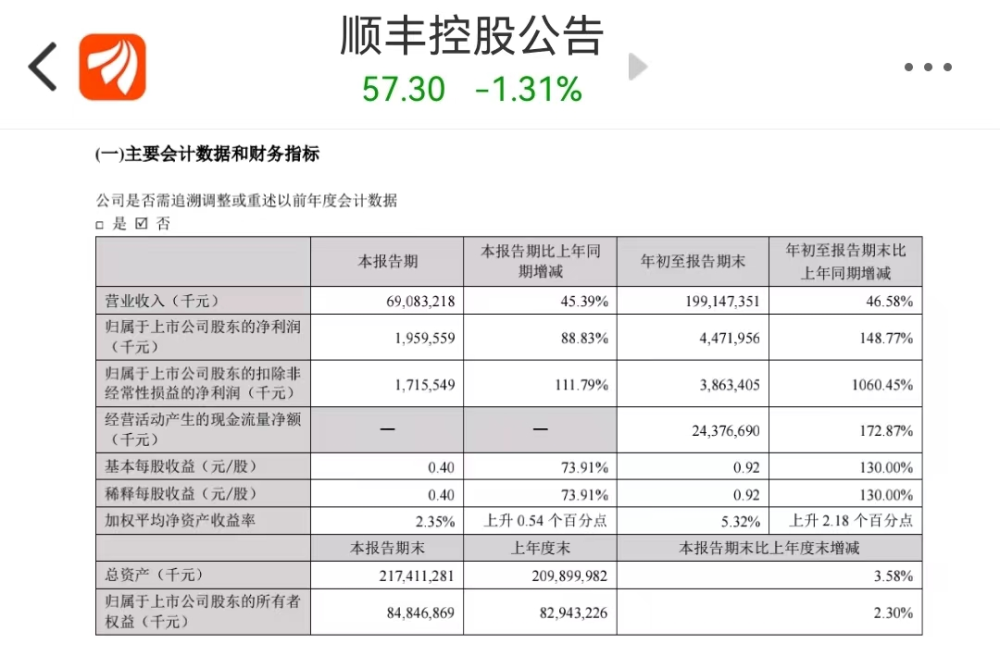 顺丰控股公告
57.30 -1.31%
(一)主要会计数据和财务指标
公司是否需追溯调整或重述以前年度会计数据
□ 是 ☑ 否
本报告期 本报告期比上年同期增减 年初至报告期末 年初至报告期末比上年同期增减
营业收入（千元） 69,083,218 45.39% 199,147,351 46.58%
归属于上市公司股东的净利润（千元） 1,959,559 88.83% 4,471,956 148.77%
归属于上市公司股东的扣除非经常性损益的净利润（千元） 1,715,549 111.79% 3,863,405 1060.45%
经营活动产生的现金流量净额（千元） — — 24,376,690 172.87%
基本每股收益（元/股） 0.40 73.91% 0.92 130.00%
稀释每股收益（元/股） 0.40 73.91% 0.92 130.00%
加权平均净资产收益率 2.35% 上升 0.54 个百分点 5.32% 上升 2.18 个百分点
本报告期末 上年度末 本报告期末比上年度末增减
总资产（千元） 217,411,281 209,899,982 3.58%
归属于上市公司股东的所有者权益（千元） 84,846,869 82,943,226 2.30%